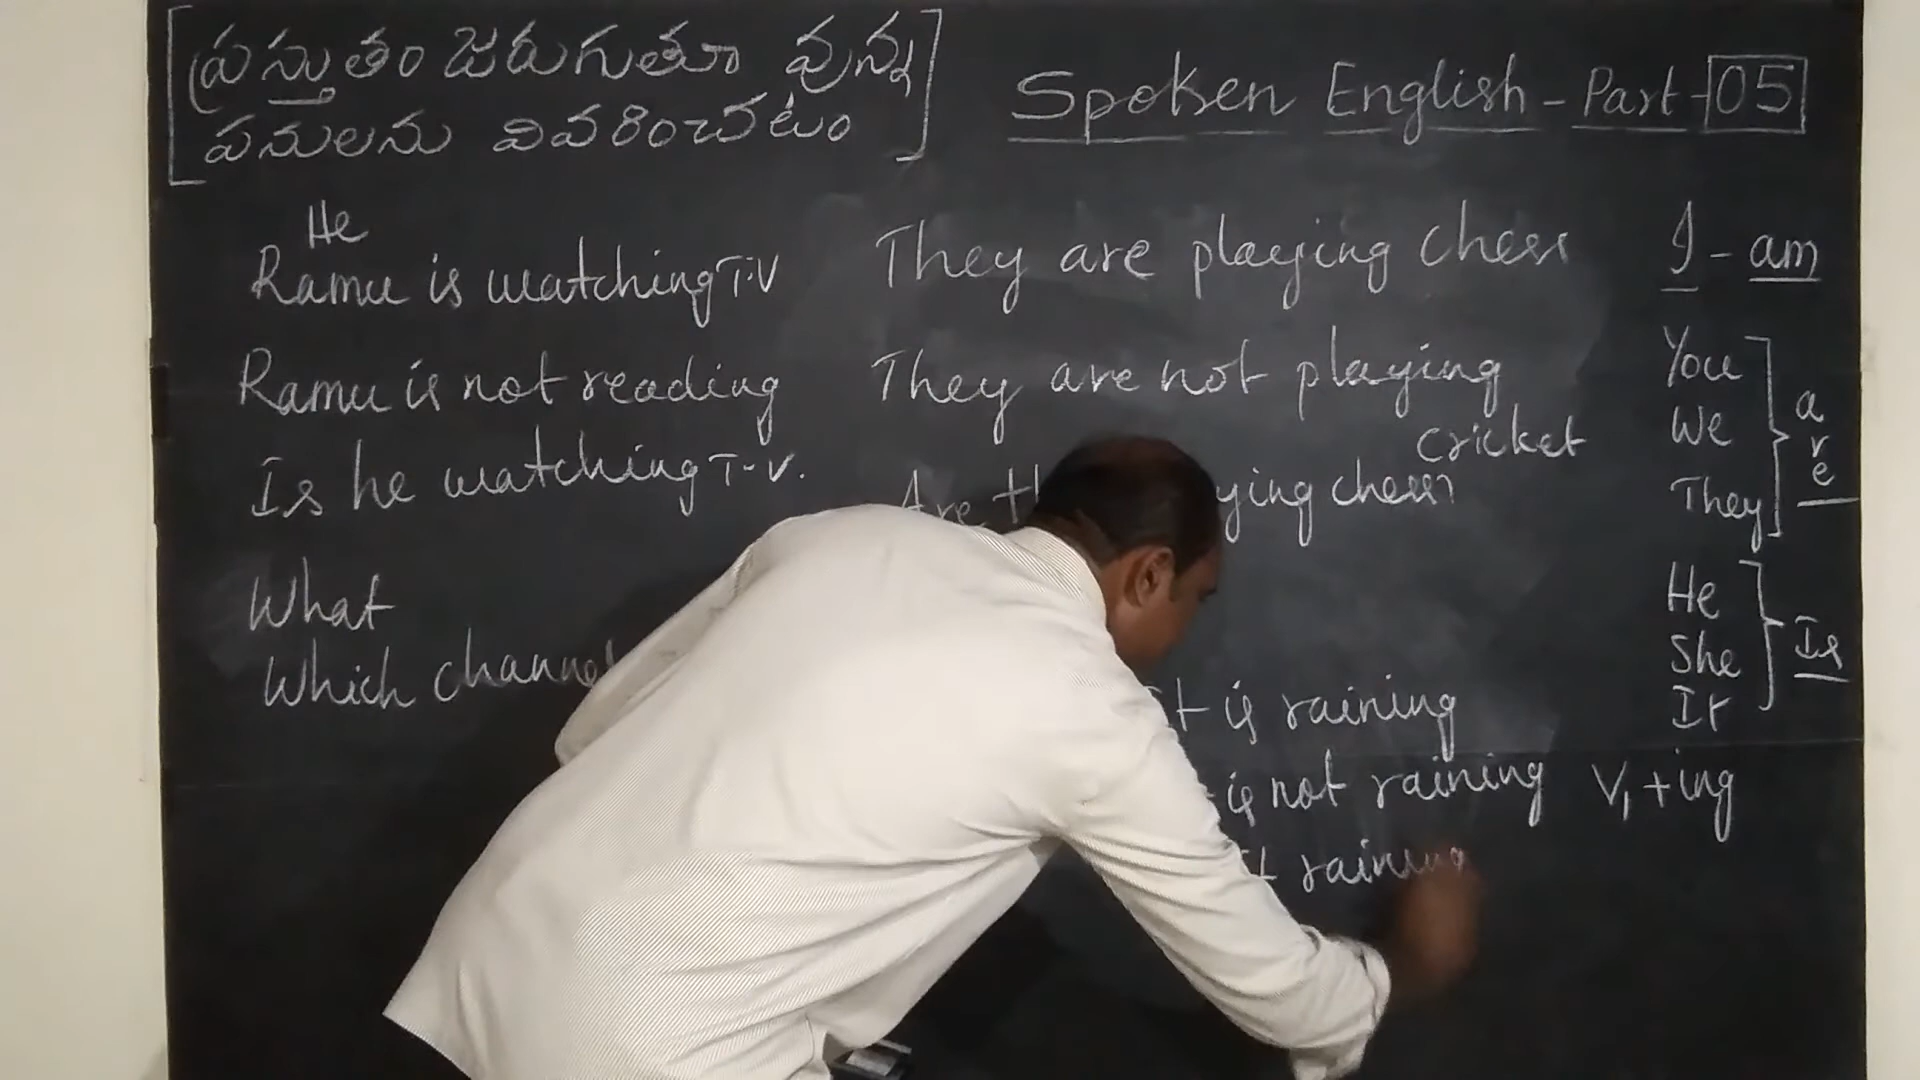 [ప్రస్తుతం జరుగుతూ వున్న
పనులను వివరించటం]
Spoken English - Part - 05
He
Ramu is watching T.V
Ramu is not reading
Is he watching T-V.
What
Which channel
They are playing chess
They are not playing
cricket
Are playing chess?
is raining
is not raining
raining
I - am
You
We
They
are
He
She
It
Is
V1 + ing